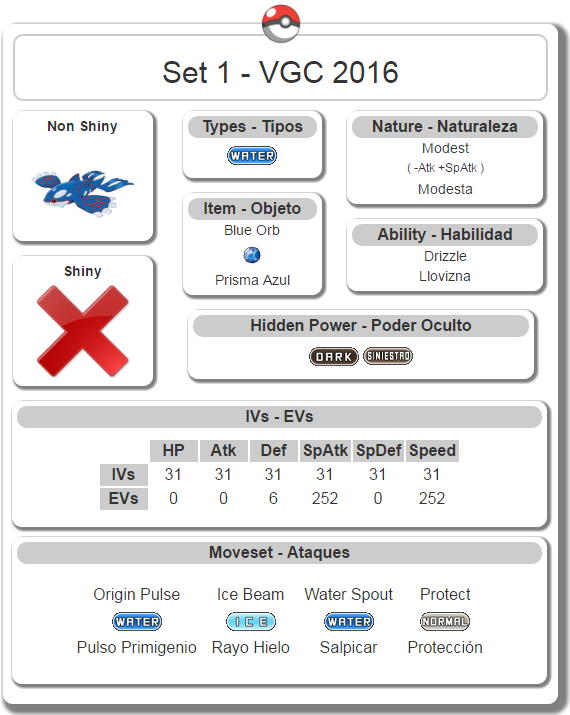 Set 1 - VGC 2016
Non Shiny
Types - Tipos
WATER
Nature - Naturaleza
Modest
( -Atk +SpAtk )
Modesta
Item - Objeto
Blue Orb
Prisma Azul
Ability - Habilidad
Drizzle
Llovizna
Shiny
Hidden Power - Poder Oculto
DARK SINIESTRO
IVs - EVs
HP Atk Def SpAtk SpDef Speed
IVs 31 31 31 31 31 31
EVs 0 0 6 252 0 252
Moveset - Ataques
Origin Pulse Ice Beam Water Spout Protect
WATER ICE WATER NORMAL
Pulso Primigenio Rayo Hielo Salpicar Protección